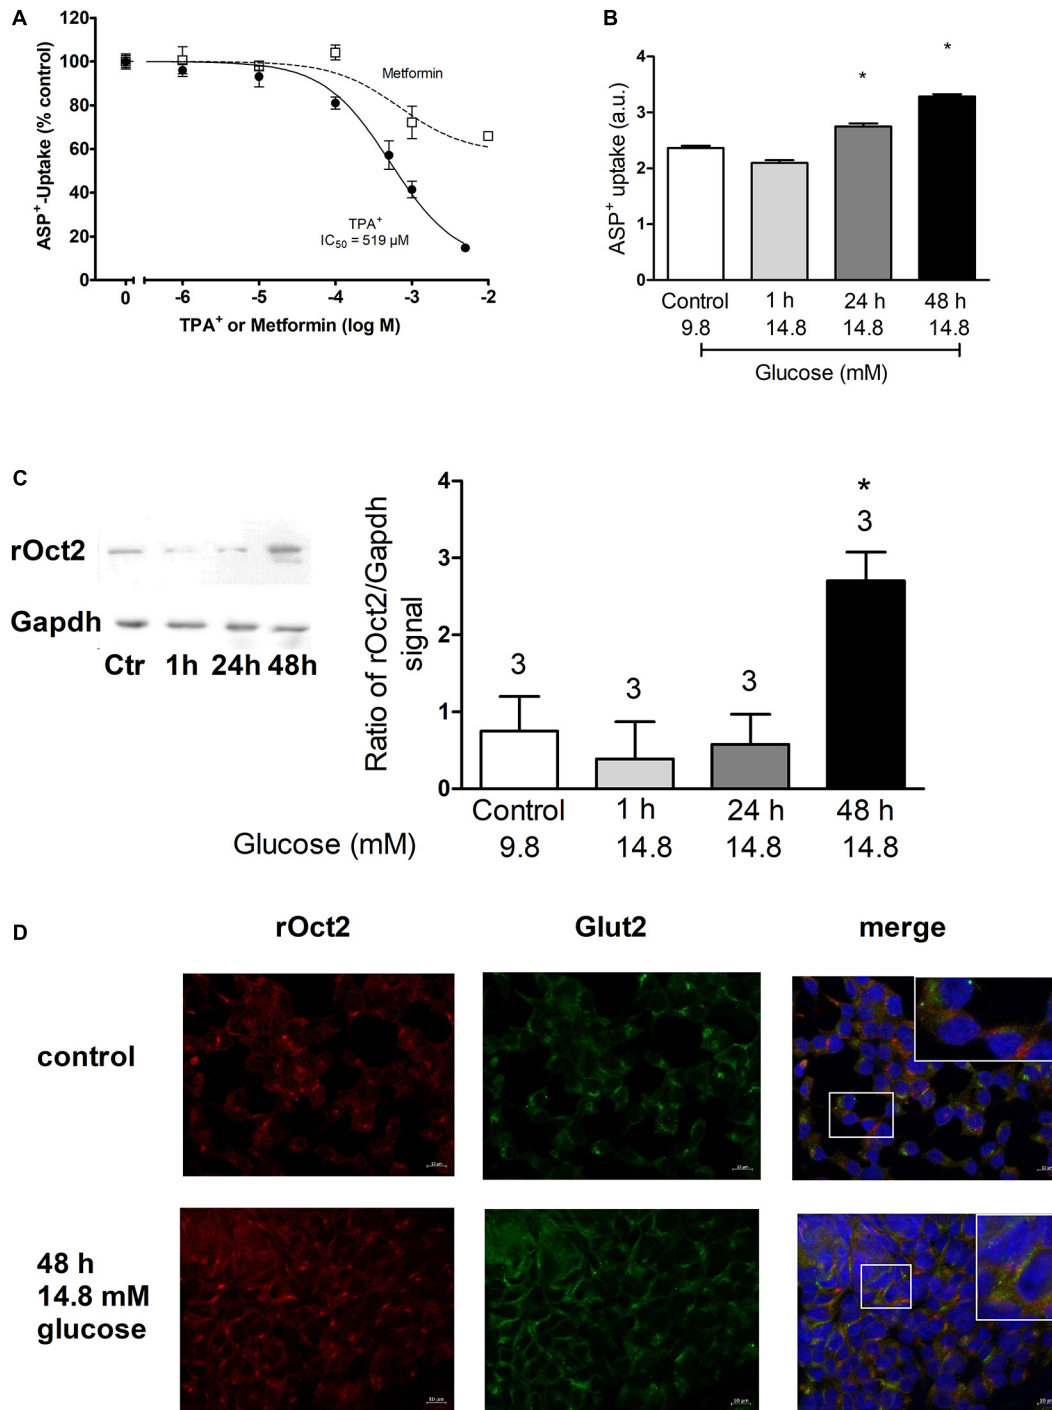 A
120
100
80
60
40
20
0
ASP+-Uptake (% control)
Metformin
TPA+
IC50 = 519 µM
0 -6 -5 -4 -3 -2
TPA+ or Metformin (log M)
B
4
3
2
1
0
ASP+ uptake (a.u.)
* *
Control 1 h 24 h 48 h
9.8 14.8 14.8 14.8
Glucose (mM)
C
rOct2
Gapdh
Ctr 1h 24h 48h
4
3
2
1
0
Ratio of rOct2/Gapdh
signal
*
3 3 3 3
Control 1 h 24 h 48 h
Glucose (mM) 9.8 14.8 14.8 14.8
D
rOct2 Glut2 merge
control
48 h
14.8 mM
glucose
10 µm 10 µm